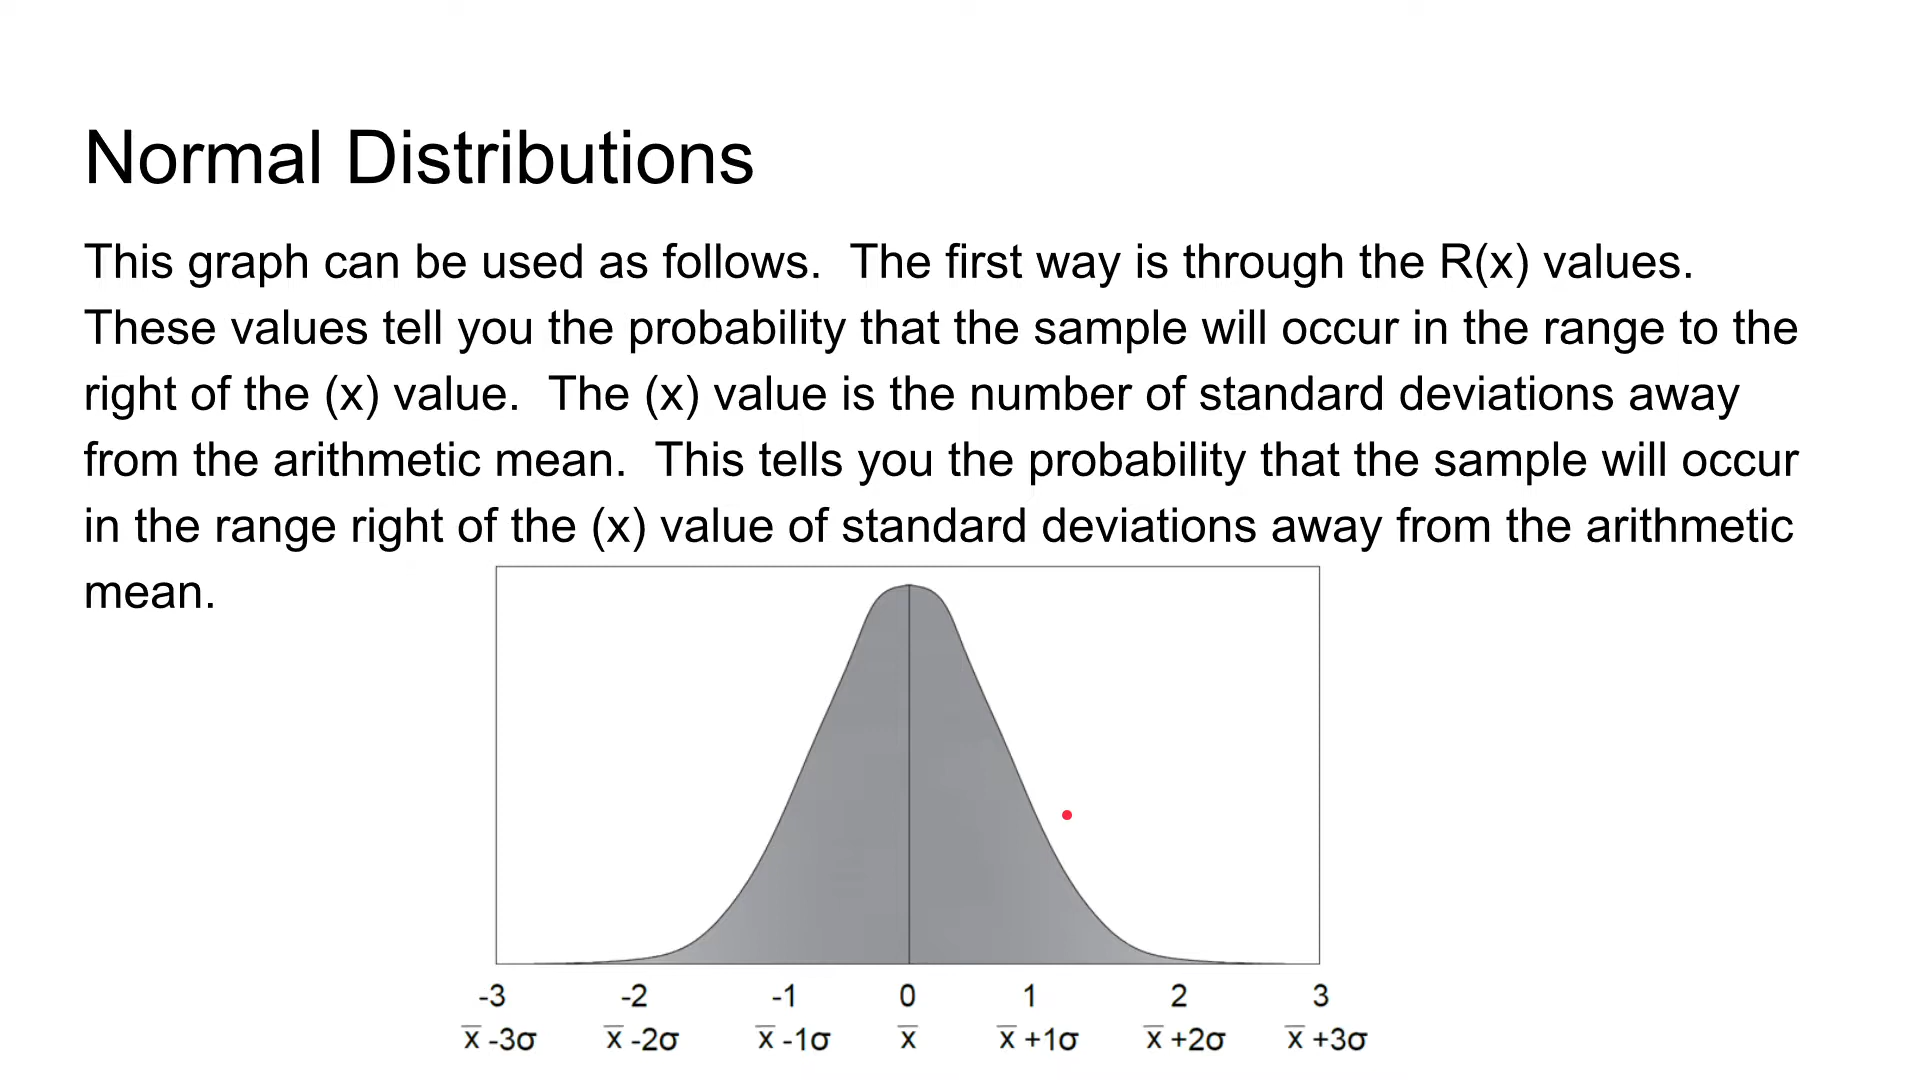 Normal Distributions
This graph can be used as follows.  The first way is through the R(x) values.
These values tell you the probability that the sample will occur in the range to the
right of the (x) value.  The (x) value is the number of standard deviations away
from the arithmetic mean.  This tells you the probability that the sample will occur
in the range right of the (x) value of standard deviations away from the arithmetic
mean.
-3 -2 -1 0 1 2 3
x̅ -3σ x̅ -2σ x̅ -1σ x̅ x̅ +1σ x̅ +2σ x̅ +3σ